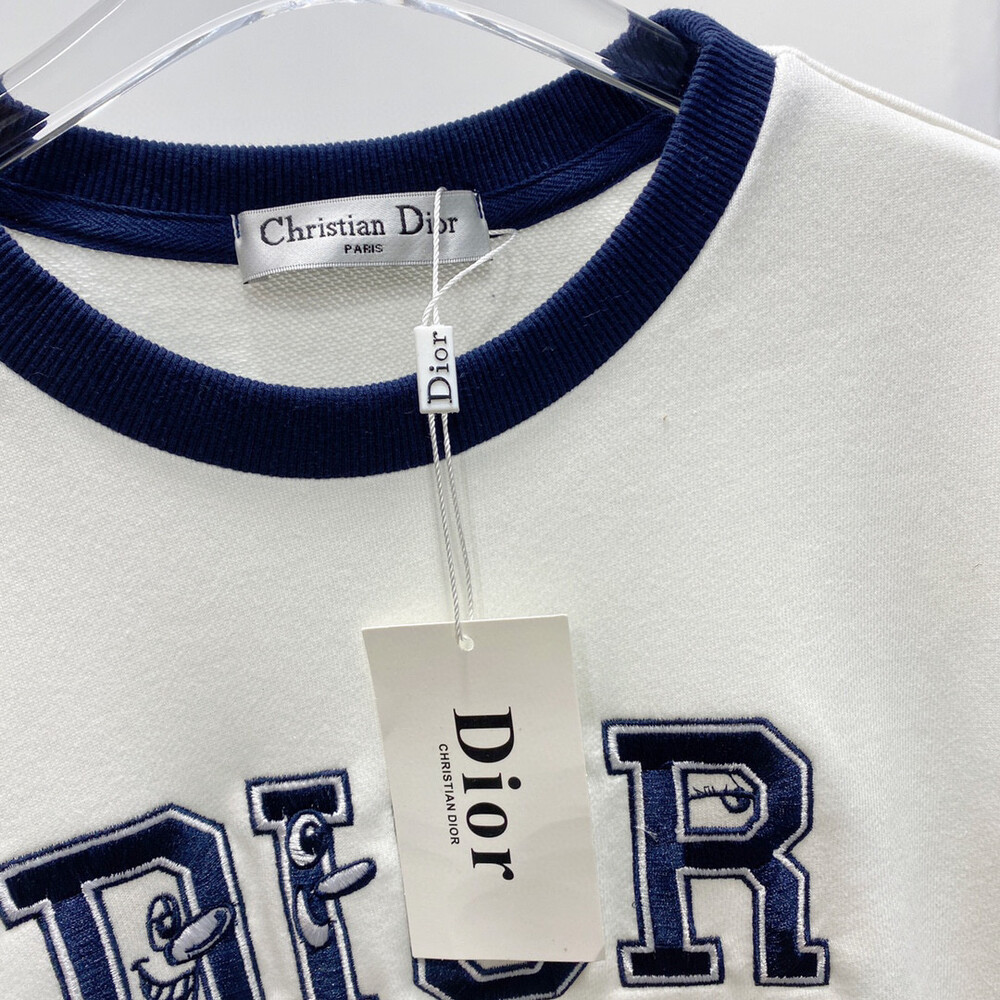 Christian Dior
PARIS
Dior
Dior
CHRISTIAN DIOR
DIOR